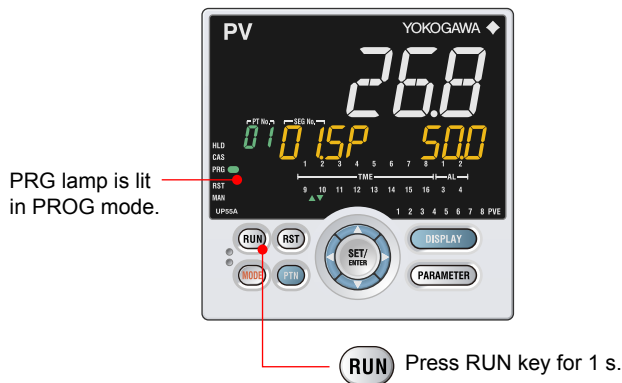 PV YOKOGAWA
26.8
PT No. SEG No.
01 01.SP 50.0
HLD
CAS
PRG
RST
MAN
1 2 3 4 5 6 7 8 1 2
TME AL
9 10 11 12 13 14 15 16 3 4
UP55A 1 2 3 4 5 6 7 8 PVE
PRG lamp is lit
in PROG mode.
RUN RST SET/ DISPLAY
ENTER
MODE PTN PARAMETER
RUN Press RUN key for 1 s.